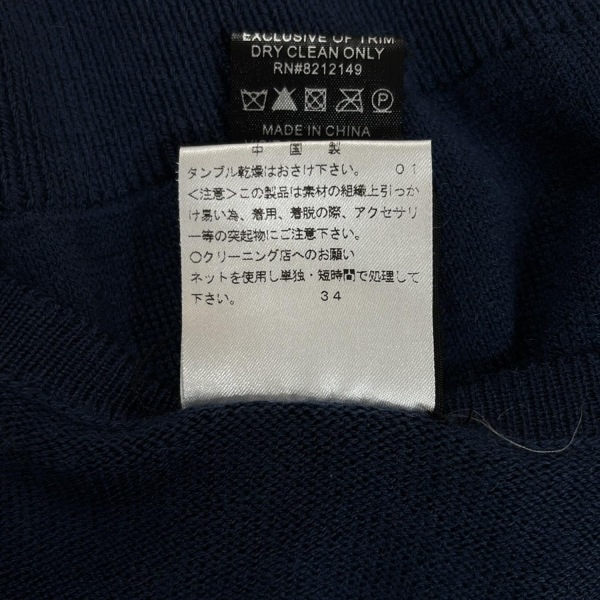 EXCLUSIVE OF TRIM
DRY CLEAN ONLY
RN#8212149
MADE IN CHINA
中国製
タンブル乾燥はおさけ下さい。 01
<注意>この製品は素材の組織上引っか
け易い為、着用、着脱の際、アクセサリ
ー等の突起物にご注意下さい。
○クリーニング店へのお願い
ネットを使用し単独・短時間で処理して
下さい。 34